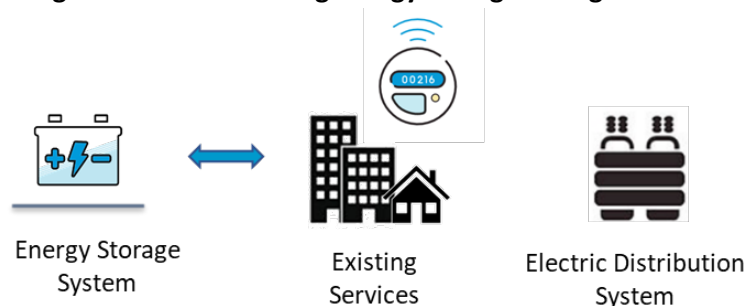 00216
+ -
Energy Storage
System
Existing
Services
Electric Distribution
System